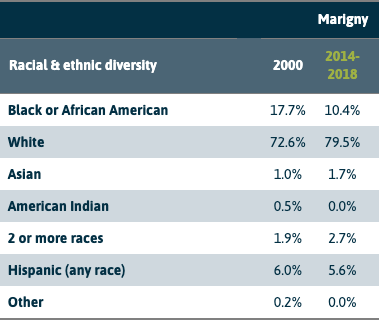 Marigny
Racial & ethnic diversity 2000 2014-
2018
Black or African American 17.7% 10.4%
White 72.6% 79.5%
Asian 1.0% 1.7%
American Indian 0.5% 0.0%
2 or more races 1.9% 2.7%
Hispanic (any race) 6.0% 5.6%
Other 0.2% 0.0%